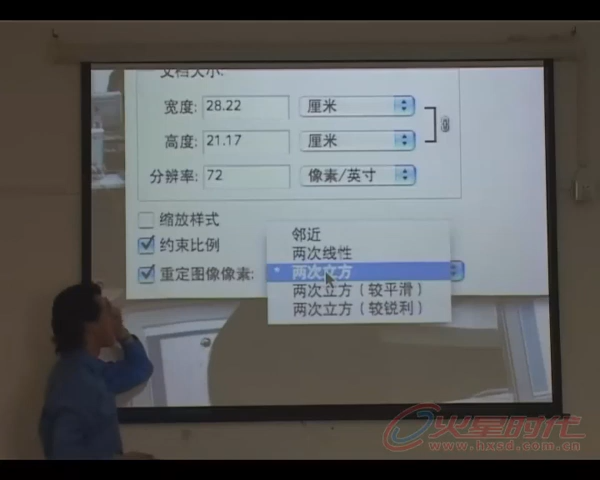 文档大小:
宽度: 28.22 厘米
高度: 21.17 厘米
分辨率: 72 像素/英寸
缩放样式
约束比例
重定图像像素:
邻近
两次线性
两次立方
两次立方（较平滑）
两次立方（较锐利）
火星时代
www.hxsd.com.cn